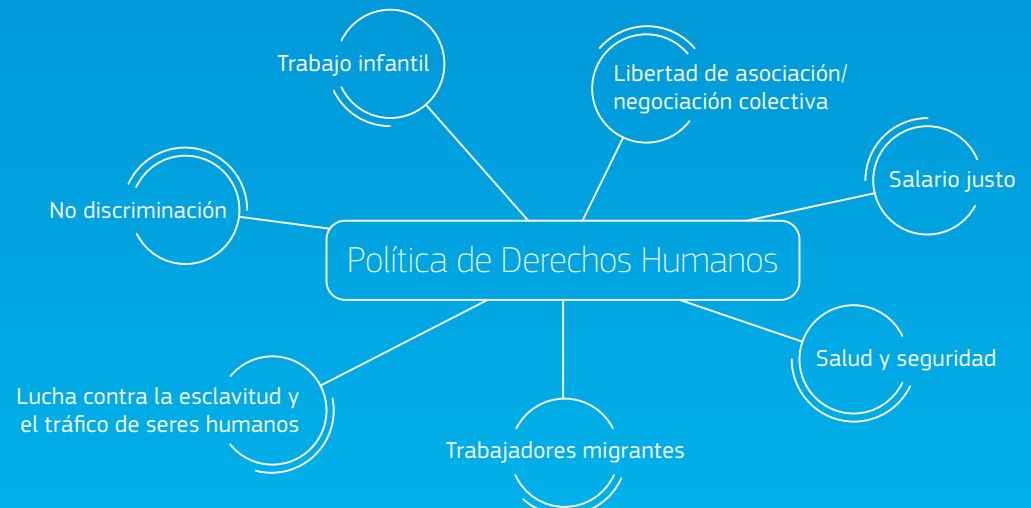 Trabajo infantil
Libertad de asociación/
negociación colectiva
Salario justo
No discriminación
Política de Derechos Humanos
Salud y seguridad
Lucha contra la esclavitud y
el tráfico de seres humanos
Trabajadores migrantes